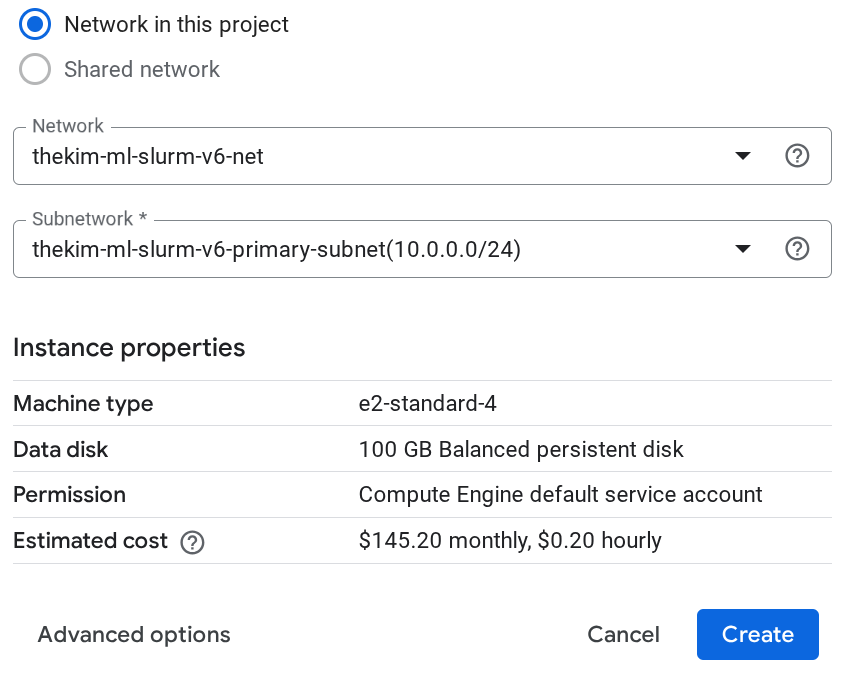 Network in this project
Shared network
Network
thekim-ml-slurm-v6-net
Subnetwork *
thekim-ml-slurm-v6-primary-subnet(10.0.0.0/24)
Instance properties
Machine type e2-standard-4
Data disk 100 GB Balanced persistent disk
Permission Compute Engine default service account
Estimated cost $145.20 monthly, $0.20 hourly
Advanced options Cancel Create